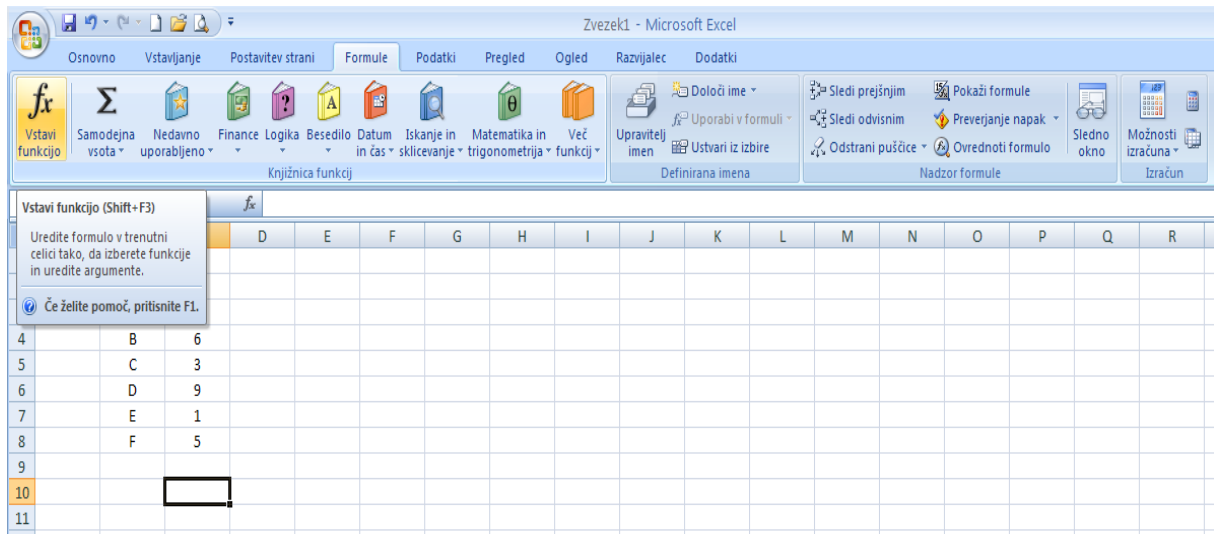 Zvezek1 - Microsoft Excel
Osnovno Vstavljanje Postavitev strani Formule Podatki Pregled Ogled Razvijalec Dodatki
fx Vstavi funkcijo
Σ Samodejna vsota
Nedavno uporabljeno
Finance
? Logika
A Besedilo
Datum in čas
Iskanje in sklicevanje
θ Matematika in trigonometrija
Več funkcij
Knjižnica funkcij
Upravitelj imen
Določi ime
fx Uporabi v formuli
Ustvari iz izbire
Definirana imena
Sledi prejšnjim
Sledi odvisnim
Odstrani puščice
Pokaži formule
Preverjanje napak
fx Ovrednoti formulo
Nadzor formule
Sledno okno
Možnosti izračuna
Izračun
Vstavi funkcijo (Shift+F3)
Uredite formulo v trenutni
celici tako, da izberete funkcije
in uredite argumente.
? Če želite pomoč, pritisnite F1.
fx
D E F G H I J K L M N O P Q R
4 B 6
5 C 3
6 D 9
7 E 1
8 F 5
9
10
11